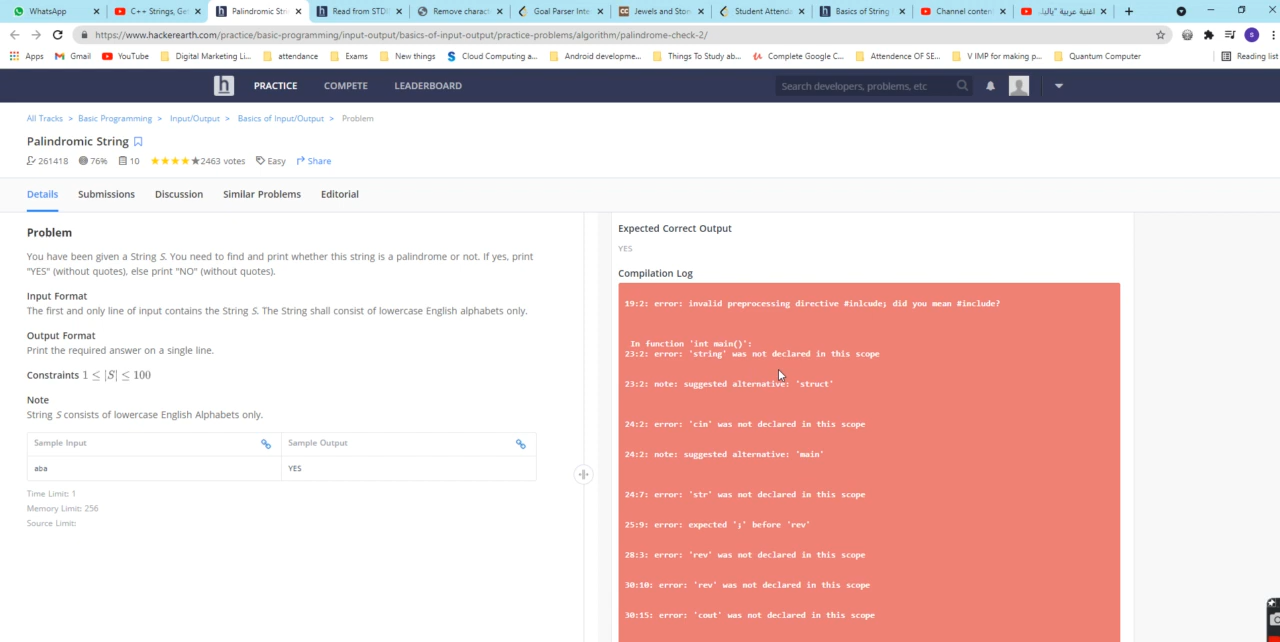 WhatsApp
C++ Strings, Ge
Palindromic Stri
Read from STDI
Remove charact
Goal Parser Inte
Jewels and Ston
Student Attenda
Basics of String
Channel conten
اغنية عربية "ياليـ
https://www.hackerearth.com/practice/basic-programming/input-output/basics-of-input-output/practice-problems/algorithm/palindrome-check-2/
S
Apps
Gmail
YouTube
Digital Marketing Li...
attendance
Exams
New things
Cloud Computing a...
Android developme...
Things To Study ab...
Complete Google C...
Attendence OF SE...
V IMP for making p...
Quantum Computer
Reading list
h PRACTICE COMPETE LEADERBOARD
Search developers, problems, etc
All Tracks > Basic Programming > Input/Output > Basics of Input/Output > Problem
Palindromic String
261418 76% 10 ★★★★★2463 votes Easy Share
Details Submissions Discussion Similar Problems Editorial
Problem
You have been given a String S. You need to find and print whether this string is a palindrome or not. If yes, print
"YES" (without quotes), else print "NO" (without quotes).
Input Format
The first and only line of input contains the String S. The String shall consist of lowercase English alphabets only.
Output Format
Print the required answer on a single line.
Constraints 1 ≤ |S| ≤ 100
Note
String S consists of lowercase English Alphabets only.
Sample Input Sample Output
aba YES
Time Limit: 1
Memory Limit: 256
Source Limit:
Expected Correct Output
YES
Compilation Log
19:2: error: invalid preprocessing directive #inlcude; did you mean #include?
In function 'int main()':
23:2: error: 'string' was not declared in this scope
23:2: note: suggested alternative: 'struct'
24:2: error: 'cin' was not declared in this scope
24:2: note: suggested alternative: 'main'
24:7: error: 'str' was not declared in this scope
25:9: error: expected ';' before 'rev'
28:3: error: 'rev' was not declared in this scope
30:10: error: 'rev' was not declared in this scope
30:15: error: 'cout' was not declared in this scope